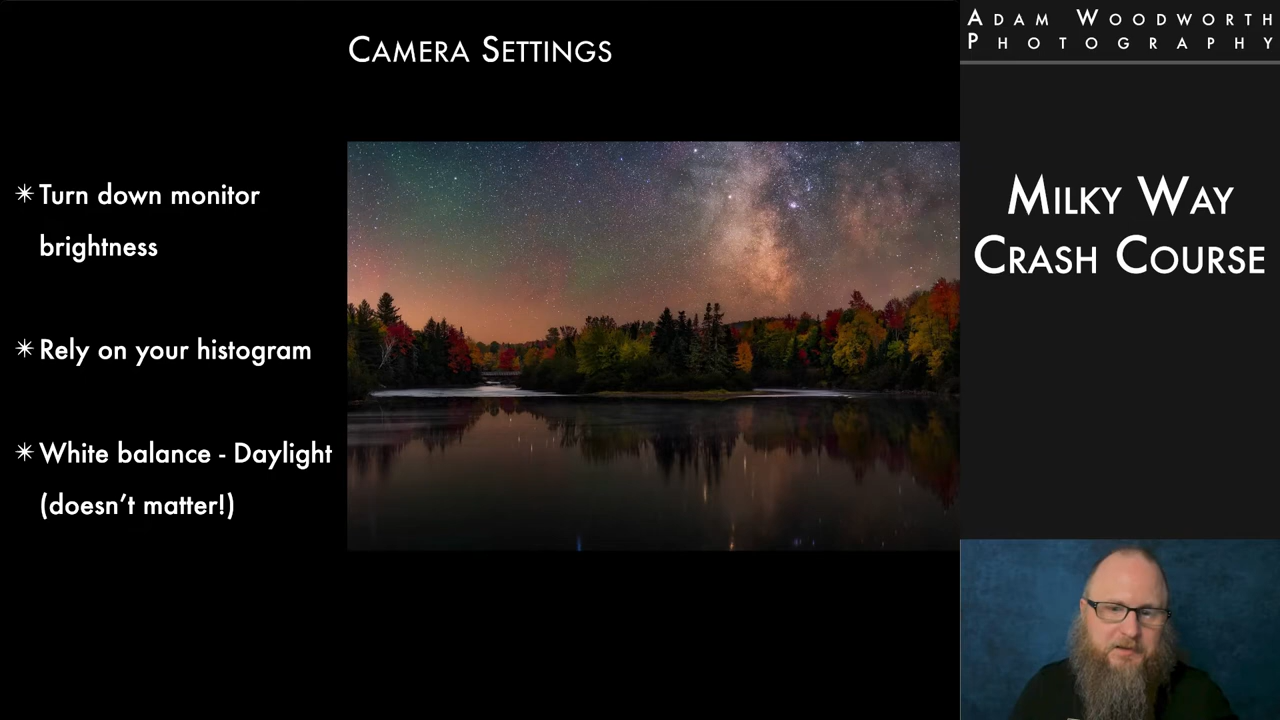 Camera Settings
✴ Turn down monitor
brightness
✴ Rely on your histogram
✴ White balance - Daylight
(doesn’t matter!)
Adam Woodworth
Photography
Milky Way
Crash Course